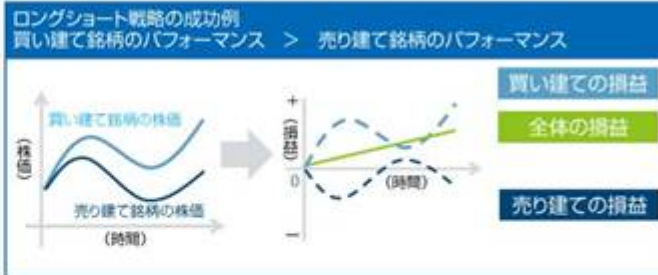 ロングショート戦略の成功例
買い建て銘柄のパフォーマンス ＞ 売り建て銘柄のパフォーマンス
買い建て銘柄の株価
(株価)
売り建て銘柄の株価
(時間)
+
(損益)
0
−
(時間)
買い建ての損益
全体の損益
売り建ての損益